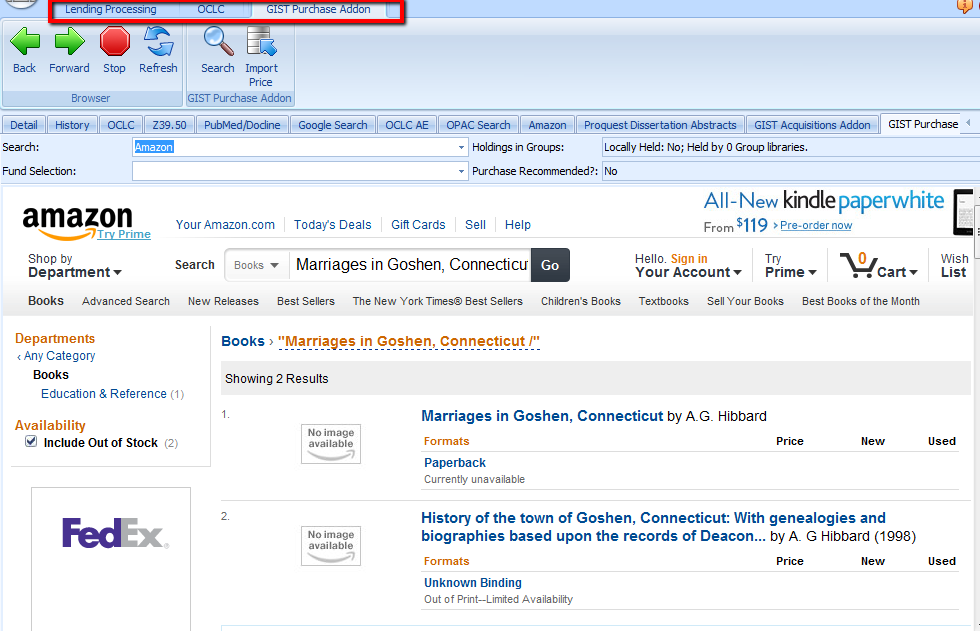 Lending Processing OCLC GIST Purchase Addon
Back Forward Stop Refresh Search Import Price
Browser GIST Purchase Addon
Detail History OCLC Z39.50 PubMed/Docline Google Search OCLC AE OPAC Search Amazon Proquest Dissertation Abstracts GIST Acquisitions Addon GIST Purchase
Search: Amazon Holdings in Groups: Locally Held: No; Held by 0 Group libraries.
Fund Selection: Purchase Recommended?: No
All-New kindle paperwhite
From $119 > Pre-order now
amazon
Try Prime
Your Amazon.com Today's Deals Gift Cards Sell Help
Shop by
Department
Search Books Marriages in Goshen, Connecticu Go
Hello. Sign in
Your Account
Try
Prime
0
Cart
Wish
List
Books Advanced Search New Releases Best Sellers The New York Times® Best Sellers Children's Books Textbooks Sell Your Books Best Books of the Month
Departments
‹ Any Category
Books
Education & Reference (1)
Availability
Include Out of Stock (2)
FedEx®
Books › "Marriages in Goshen, Connecticut /"
Showing 2 Results
1.
No image
available
Marriages in Goshen, Connecticut by A.G. Hibbard
Formats Price New Used
Paperback
Currently unavailable
2.
No image
available
History of the town of Goshen, Connecticut: With genealogies and
biographies based upon the records of Deacon... by A. G Hibbard (1998)
Formats Price New Used
Unknown Binding
Out of Print--Limited Availability